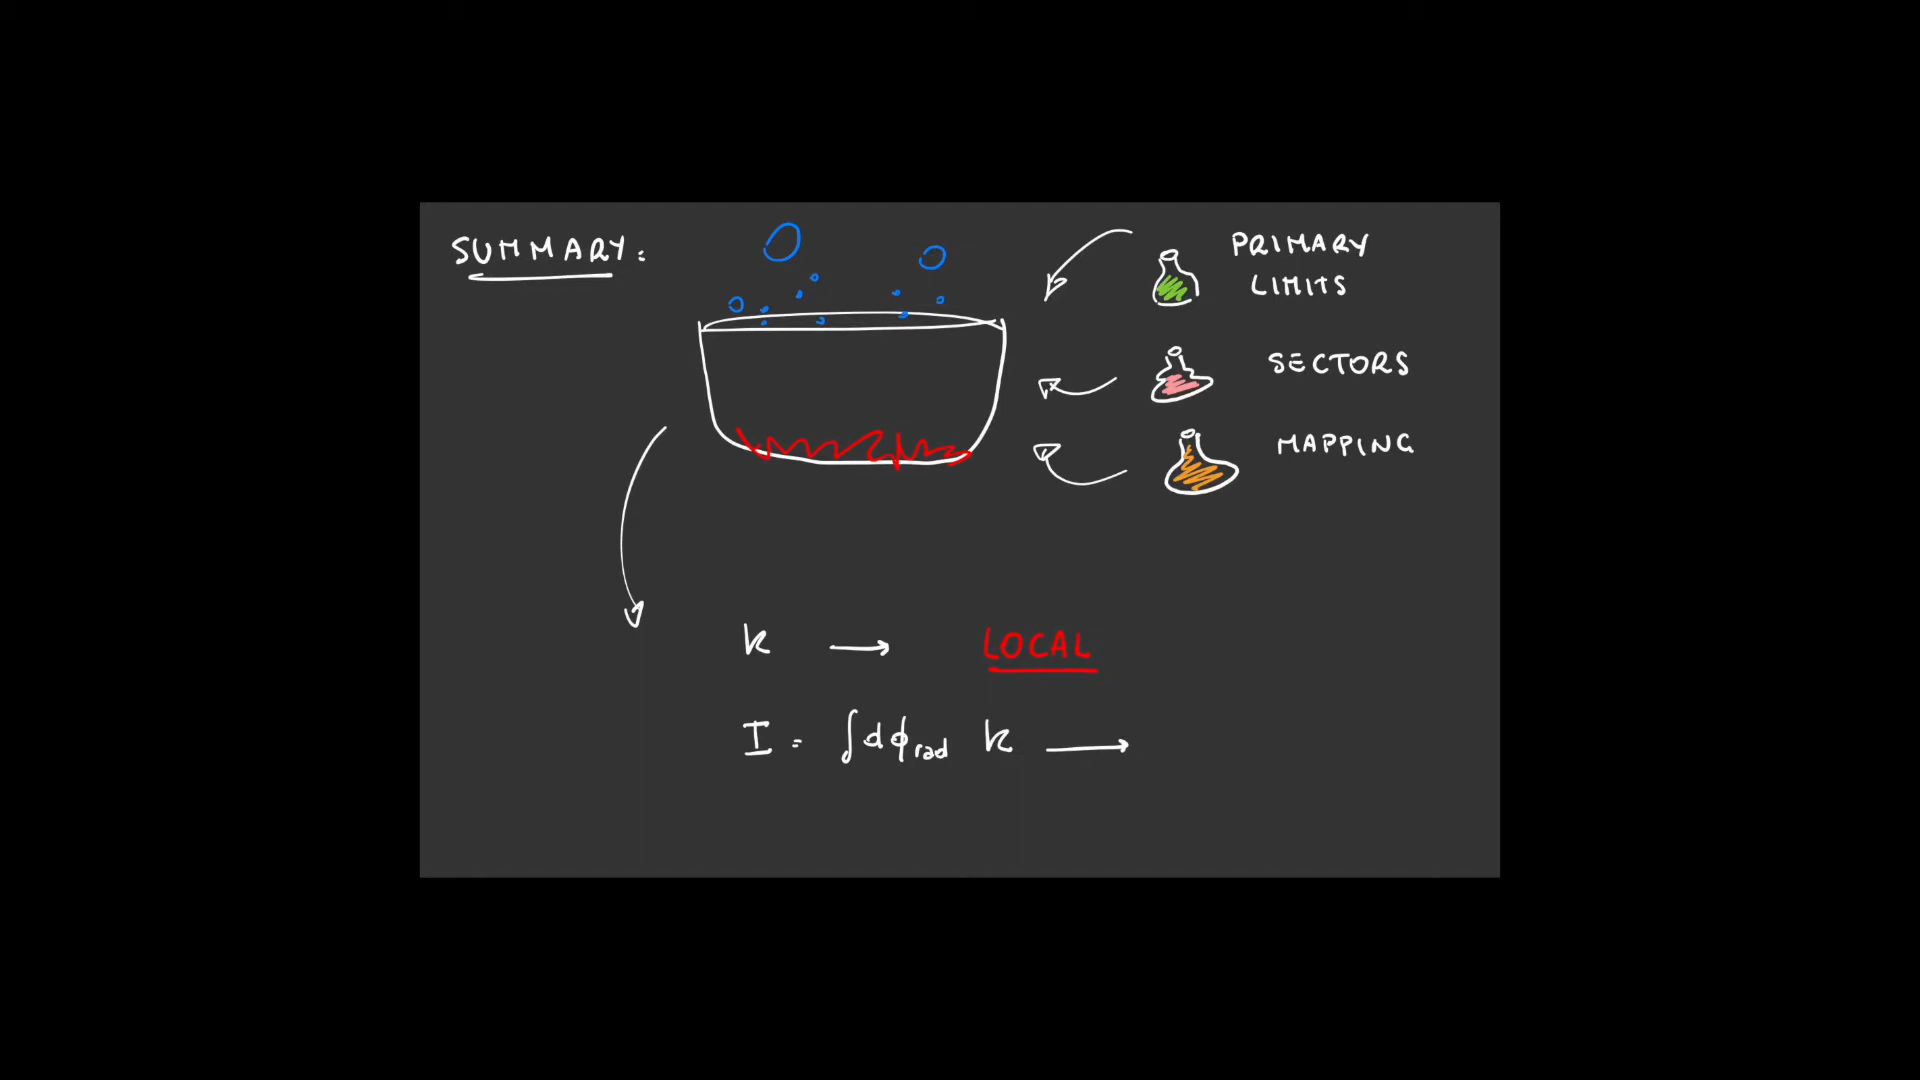 SUMMARY:
PRIMARY
LIMITS
SECTORS
MAPPING
K → LOCAL
I = ∫dϕrad K →